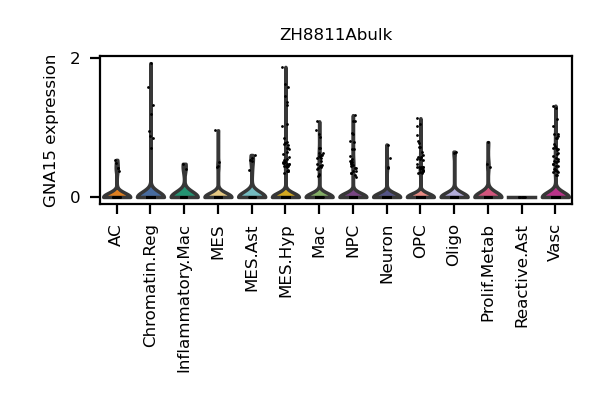 ZH8811Abulk
GNA15 expression
2
0
AC
Chromatin.Reg
Inflammatory.Mac
MES
MES.Ast
MES.Hyp
Mac
NPC
Neuron
OPC
Oligo
Prolif.Metab
Reactive.Ast
Vasc